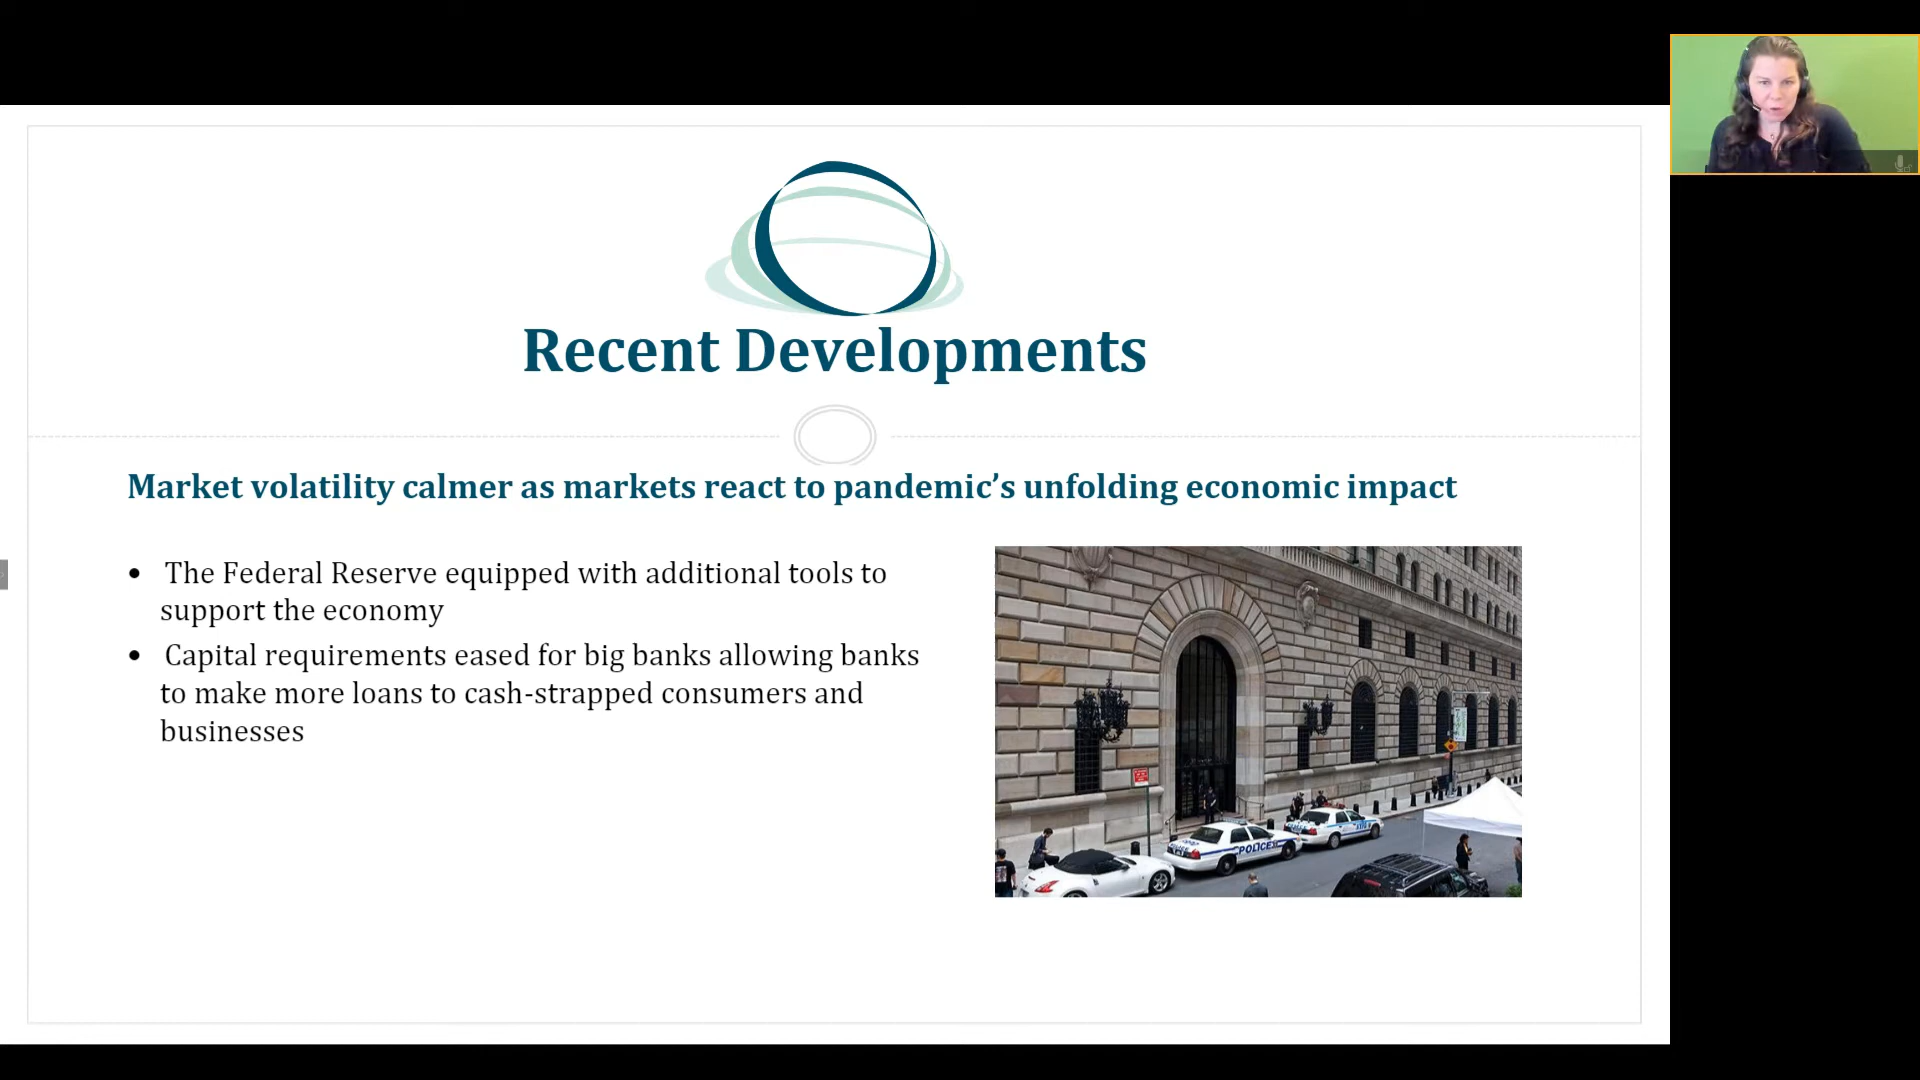 Recent Developments
Market volatility calmer as markets react to pandemic’s unfolding economic impact
• The Federal Reserve equipped with additional tools to
support the economy
• Capital requirements eased for big banks allowing banks
to make more loans to cash-strapped consumers and
businesses
POLICE